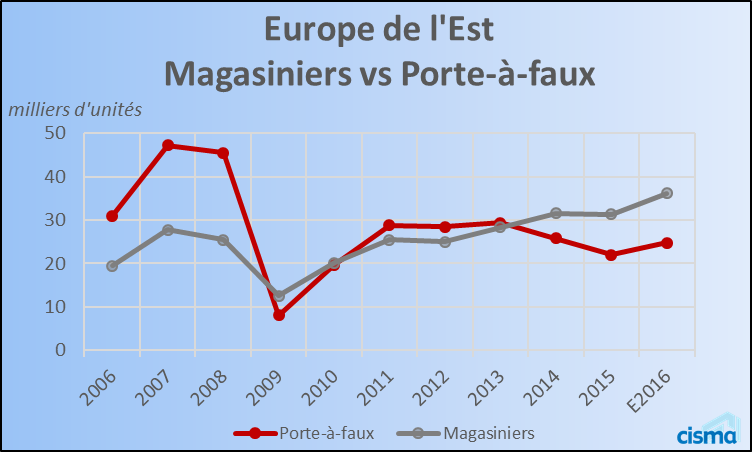 Europe de l'Est
Magasiniers vs Porte-à-faux
milliers d'unités
50
40
30
20
10
0
2006 2007 2008 2009 2010 2011 2012 2013 2014 2015 E2016
Porte-à-faux Magasiniers
cisma